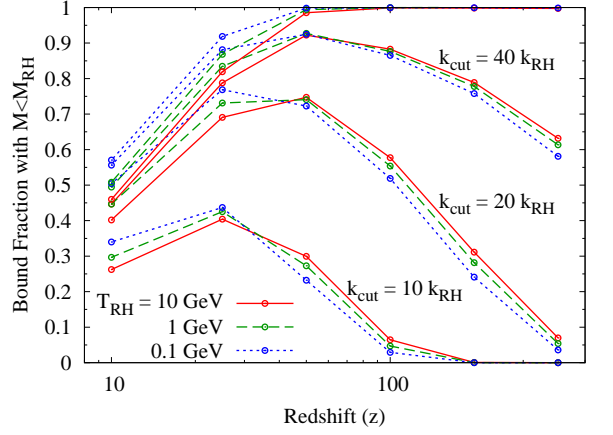 1
0.9
0.8
0.7
0.6
0.5
0.4
0.3
0.2
0.1
0
Bound Fraction with M<M_RH
k_cut = 40 k_RH
k_cut = 20 k_RH
k_cut = 10 k_RH
T_RH = 10 GeV
1 GeV
0.1 GeV
10
100
Redshift (z)